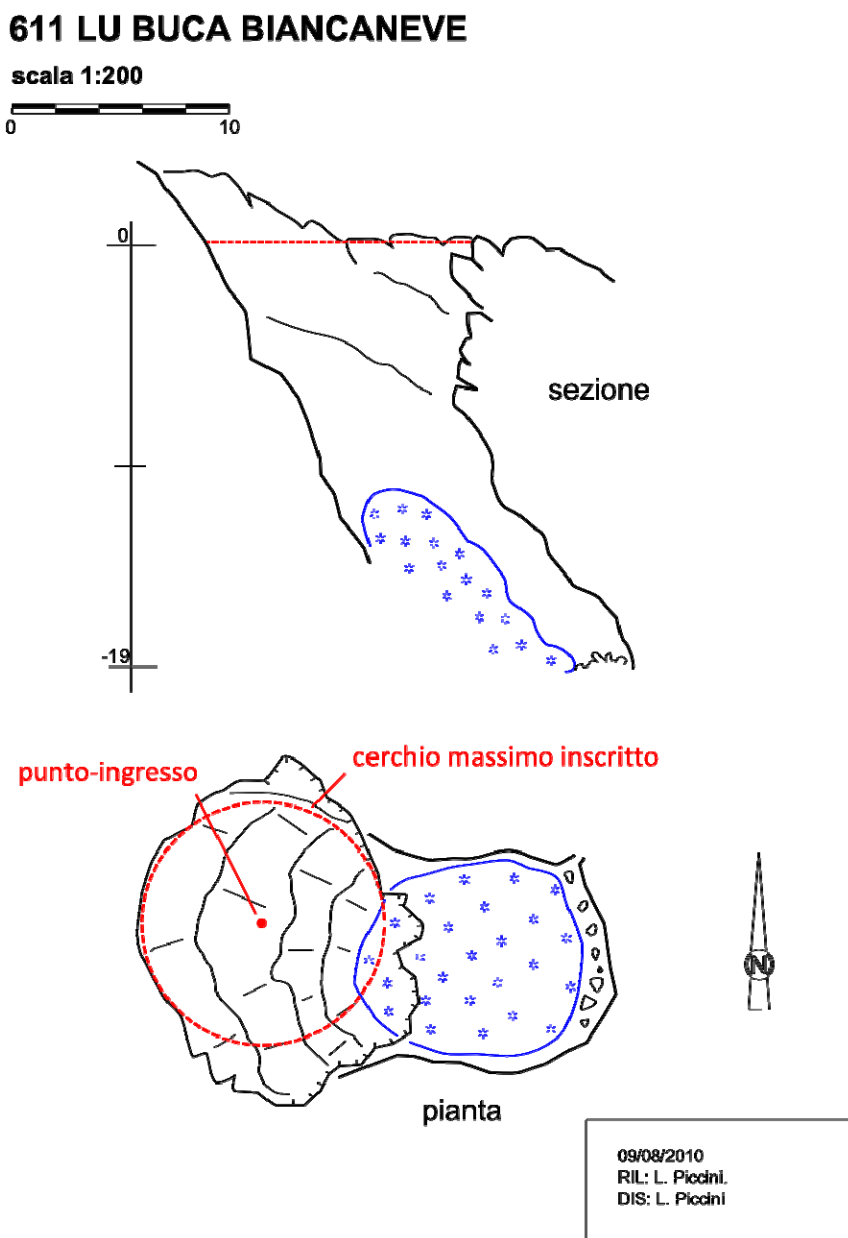 611 LU BUCA BIANCANEVE
scala 1:200
0 10
0
sezione
-19
punto-ingresso
cerchio massimo inscritto
N
pianta
09/08/2010
RIL: L. Piccini.
DIS: L. Piccini